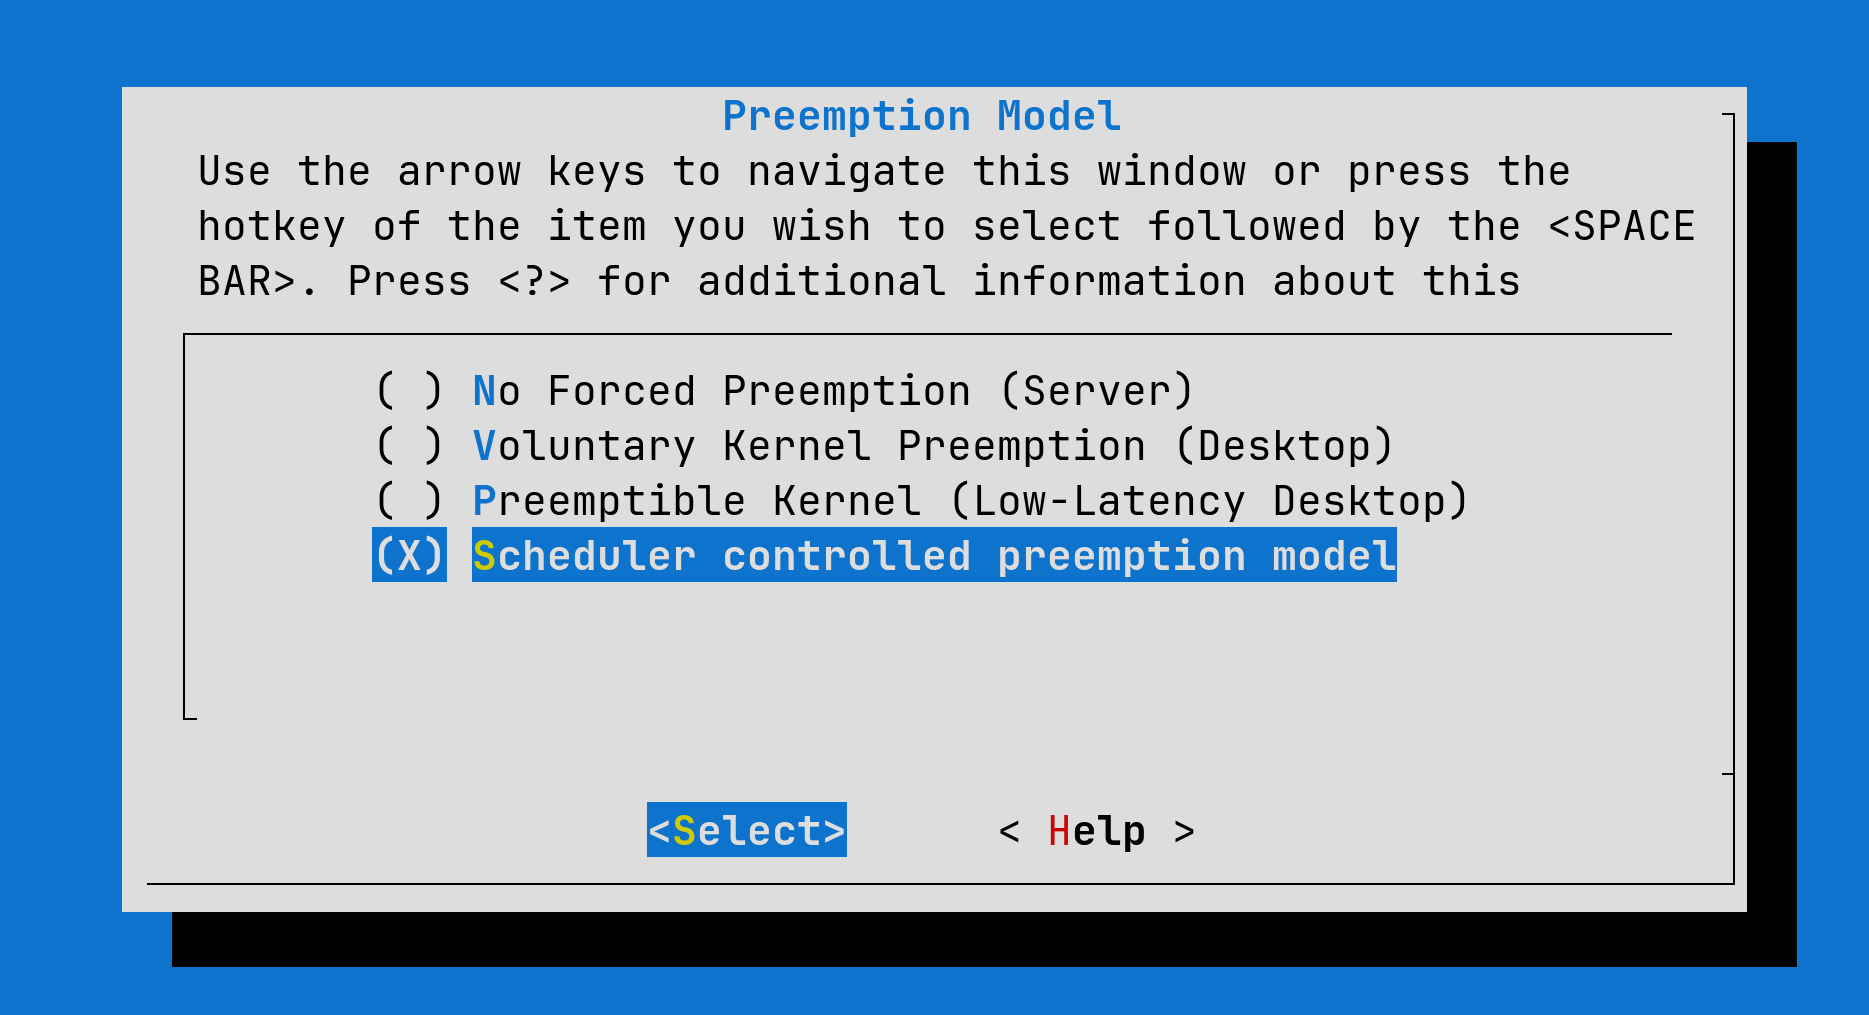 Preemption Model
Use the arrow keys to navigate this window or press the
hotkey of the item you wish to select followed by the <SPACE
BAR>. Press <?> for additional information about this
( ) No Forced Preemption (Server)
( ) Voluntary Kernel Preemption (Desktop)
( ) Preemptible Kernel (Low-Latency Desktop)
(X) Scheduler controlled preemption model
<Select> < Help >